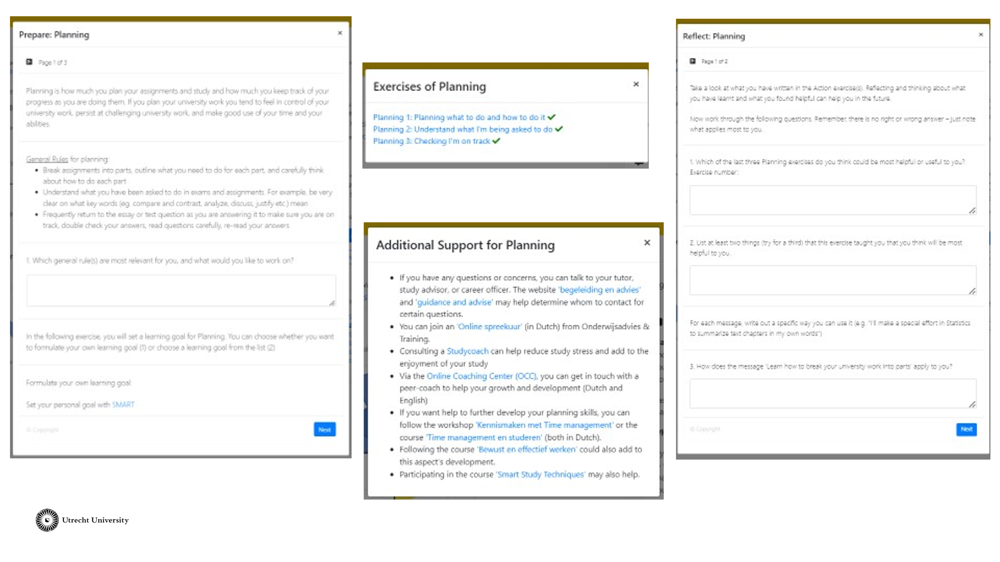 Prepare: Planning
×
Page 1 of 3
Planning is how much you plan your assignments and study and how much you keep track of your
progress as you are doing them. If you plan your university work you tend to feel in control of your
university work, persist at challenging university work, and make good use of your time and your
abilities.
General Rules for planning:
• Break assignments into parts, outline what you need to do for each part, and carefully think
about how to do each part
• Understand what you have been asked to do in exams and assignments. For example, be very
clear on what key words (eg. compare and contrast, analyze, discuss, justify etc.) mean
• Frequently return to the essay or test question as you are answering it to make sure you are on
track, double check your answers, read questions carefully, re-read your answers
1. Which general rule(s) are most relevant for you, and what would you like to work on?
In the following exercise, you will set a learning goal for Planning. You can choose whether you want
to formulate your own learning goal (1) or choose a learning goal from the list (2)
Formulate your own learning goal:
Set your personal goal with SMART
© Copyright
Next
Exercises of Planning
×
Planning 1: Planning what to do and how to do it ✔
Planning 2: Understand what I'm being asked to do ✔
Planning 3: Checking I'm on track ✔
Additional Support for Planning
×
• If you have any questions or concerns, you can talk to your tutor,
study advisor, or career officer. The website 'begeleiding en advies'
and 'guidance and advise' may help determine whom to contact for
certain questions.
• You can join an 'Online spreekuur' (in Dutch) from Onderwijsadvies &
Training.
• Consulting a Studycoach can help reduce study stress and add to the
enjoyment of your study
• Via the Online Coaching Center (OCC), you can get in touch with a
peer-coach to help your growth and development (Dutch and
English)
• If you want help to further develop your planning skills, you can
follow the workshop 'Kennismaken met Time management' or the
course 'Time management en studeren' (both in Dutch).
• Following the course 'Bewust en effectief werken' could also add to
this aspect's development.
• Participating in the course 'Smart Study Techniques' may also help.
Reflect: Planning
×
Page 1 of 2
Take a look at what you have written in the Action exercise(s). Reflecting and thinking about what
you have learnt and what you found helpful can help you in the future.
Now work through the following questions. Remember, there is no right or wrong answer – just note
what applies most to you.
1. Which of the last three Planning exercises do you think could be most helpful or useful to you?
Exercise number:
2. List at least two things (try for a third) that this exercise taught you that you think will be most
helpful to you.
For each message, write out a specific way you can use it (e.g. "I'll make a special effort in Statistics
to summarize text chapters in my own words")
3. How does the message 'Learn how to break your university work into parts' apply to you?
© Copyright
Next
Utrecht University